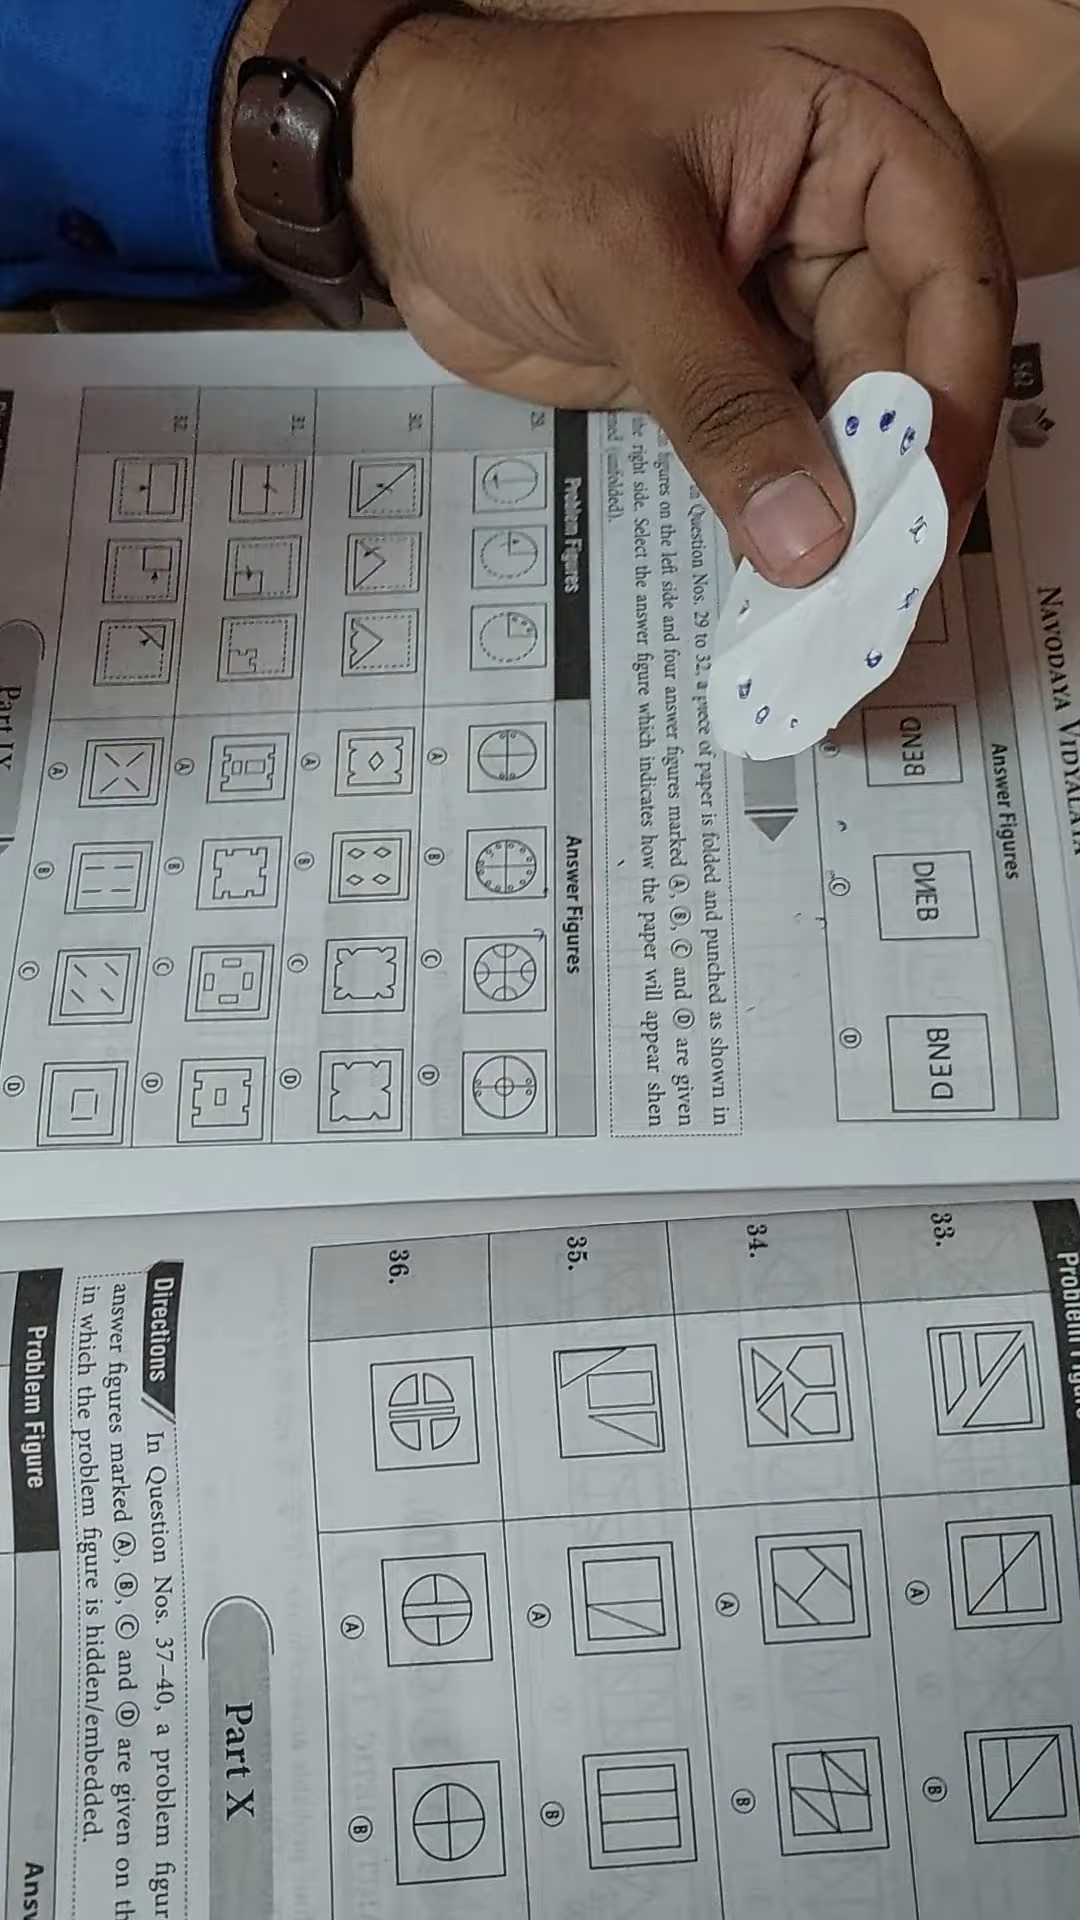 562
NAVODAYA VIDYALAYA
Answer Figures
BEND
DNEB
B
C
D
in Question Nos. 29 to 32, a piece of paper is folded and punched as shown in
figures on the left side and four answer figures marked Ⓐ, Ⓑ, Ⓒ and Ⓓ are given
the right side. Select the answer figure which indicates how the paper will appear shen
(unfolded).
Problem Figures
Answer Figures
29.
A
B
C
D
30.
A
B
C
D
31.
A
B
C
D
32.
A
B
C
D
Part IX
33.
A
B
34.
A
B
35.
A
B
36.
A
B
Part X
Directions
In Question Nos. 37–40, a problem figur
answer figures marked Ⓐ, Ⓑ, Ⓒ and Ⓓ are given on th
in which the problem figure is hidden/embedded.
Problem Figure